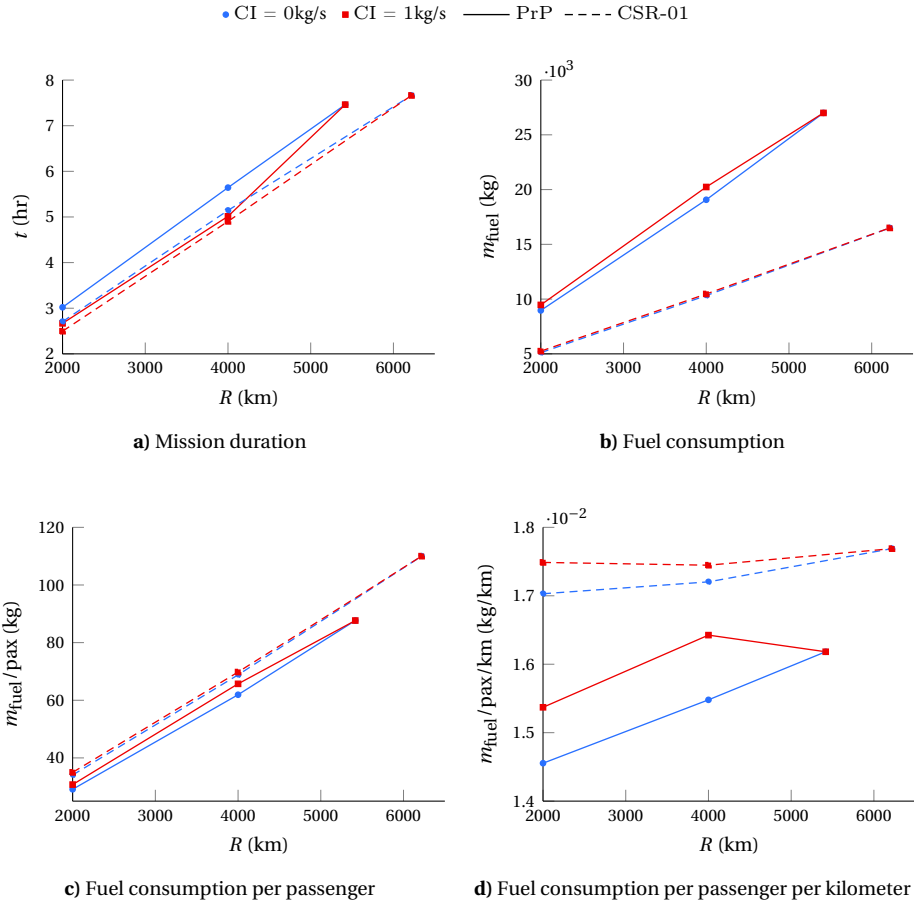 CI = 0kg/s CI = 1kg/s PrP CSR-01
8
7
6
5
4
3
2
t (hr)
2000 3000 4000 5000 6000
R (km)
a) Mission duration
·10³
30
25
20
15
10
5
m_fuel (kg)
2000 3000 4000 5000 6000
R (km)
b) Fuel consumption
120
100
80
60
40
m_fuel/pax (kg)
2000 3000 4000 5000 6000
R (km)
c) Fuel consumption per passenger
·10⁻²
1.8
1.7
1.6
1.5
1.4
m_fuel/pax/km (kg/km)
2000 3000 4000 5000 6000
R (km)
d) Fuel consumption per passenger per kilometer